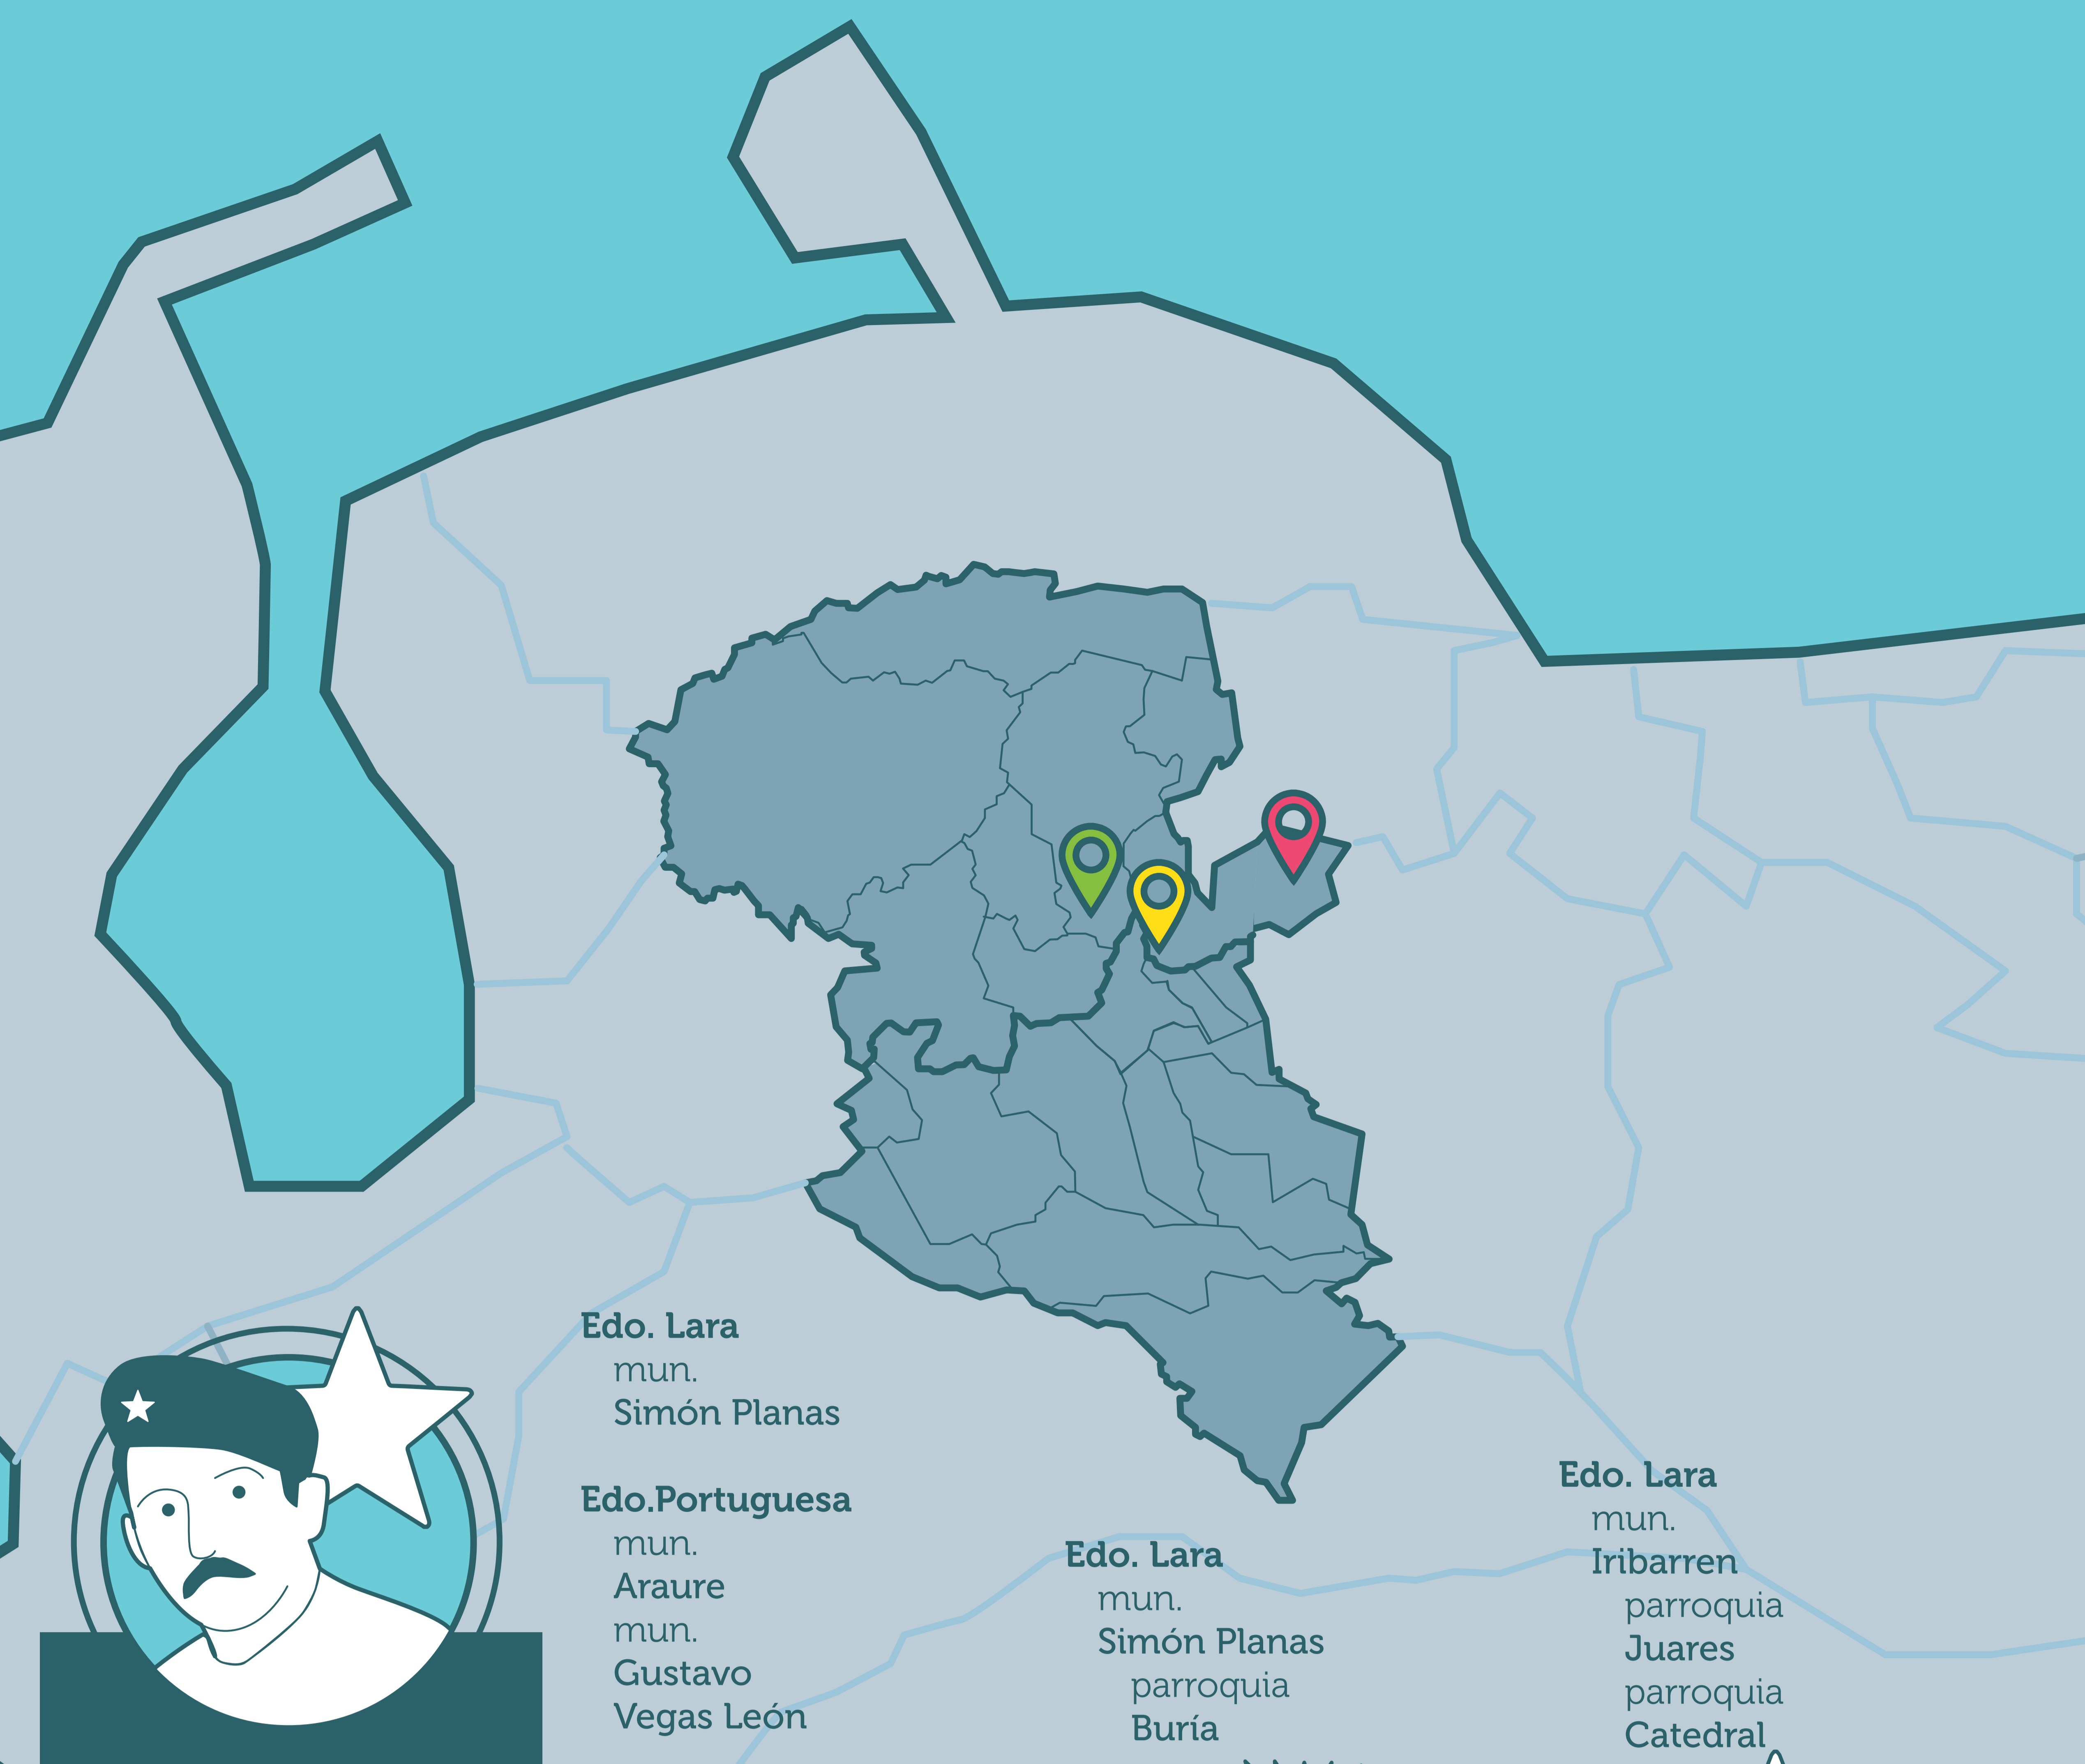 Edo. Lara
mun.
Simón Planas
Edo.Portuguesa
mun.
Araure
mun.
Gustavo
Vegas León
Edo. Lara
mun.
Simón Planas
parroquia
Buría
Edo. Lara
mun.
Iribarren
parroquia
Juares
parroquia
Catedral